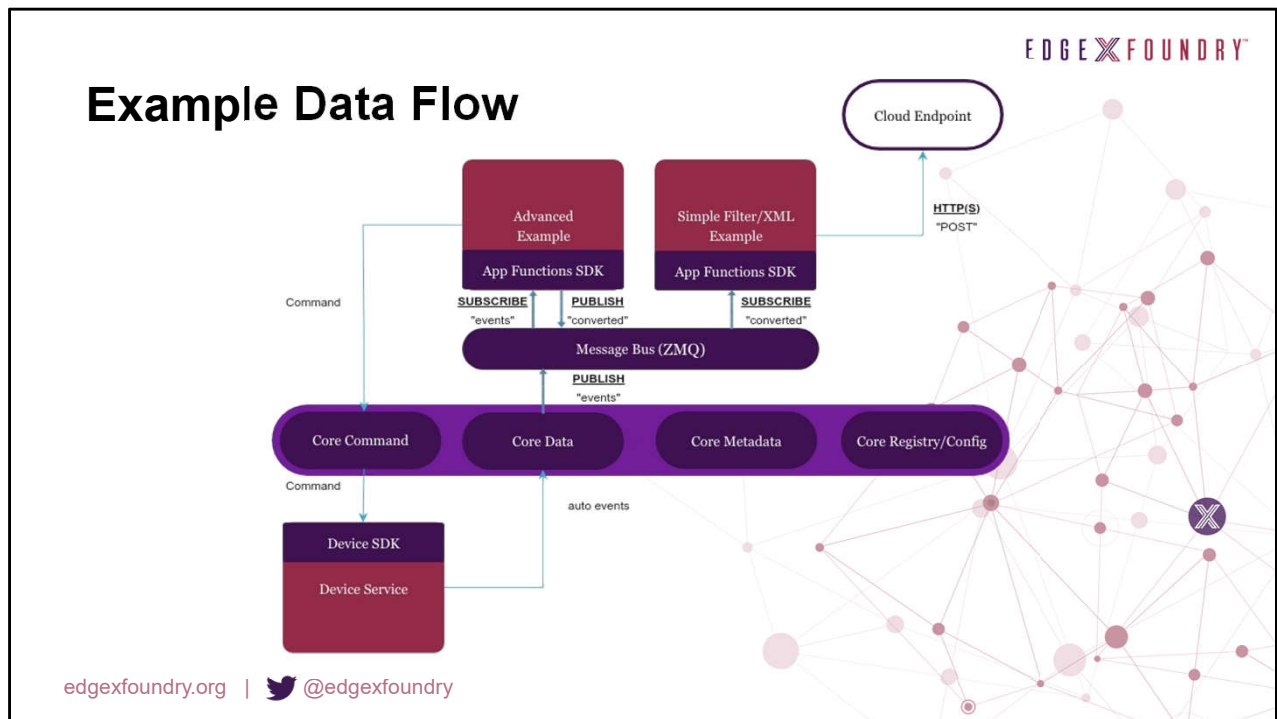 EDGE X FOUNDRY™
Example Data Flow
Cloud Endpoint
HTTP(S)
"POST"
Advanced
Example
App Functions SDK
Simple Filter/XML
Example
App Functions SDK
Command
SUBSCRIBE
"events"
PUBLISH
"converted"
SUBSCRIBE
"converted"
Message Bus (ZMQ)
PUBLISH
"events"
Core Command
Core Data
Core Metadata
Core Registry/Config
Command
auto events
Device SDK
Device Service
edgexfoundry.org | @edgexfoundry